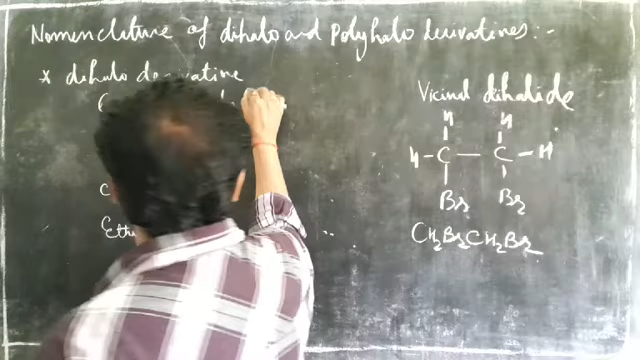 Nomenclature of dihalo and Polyhalo derivatives:-
* dihalo derivative
Vicinal dihalide
H H
H-C-C-H
Br Br
CH2BrCH2Br